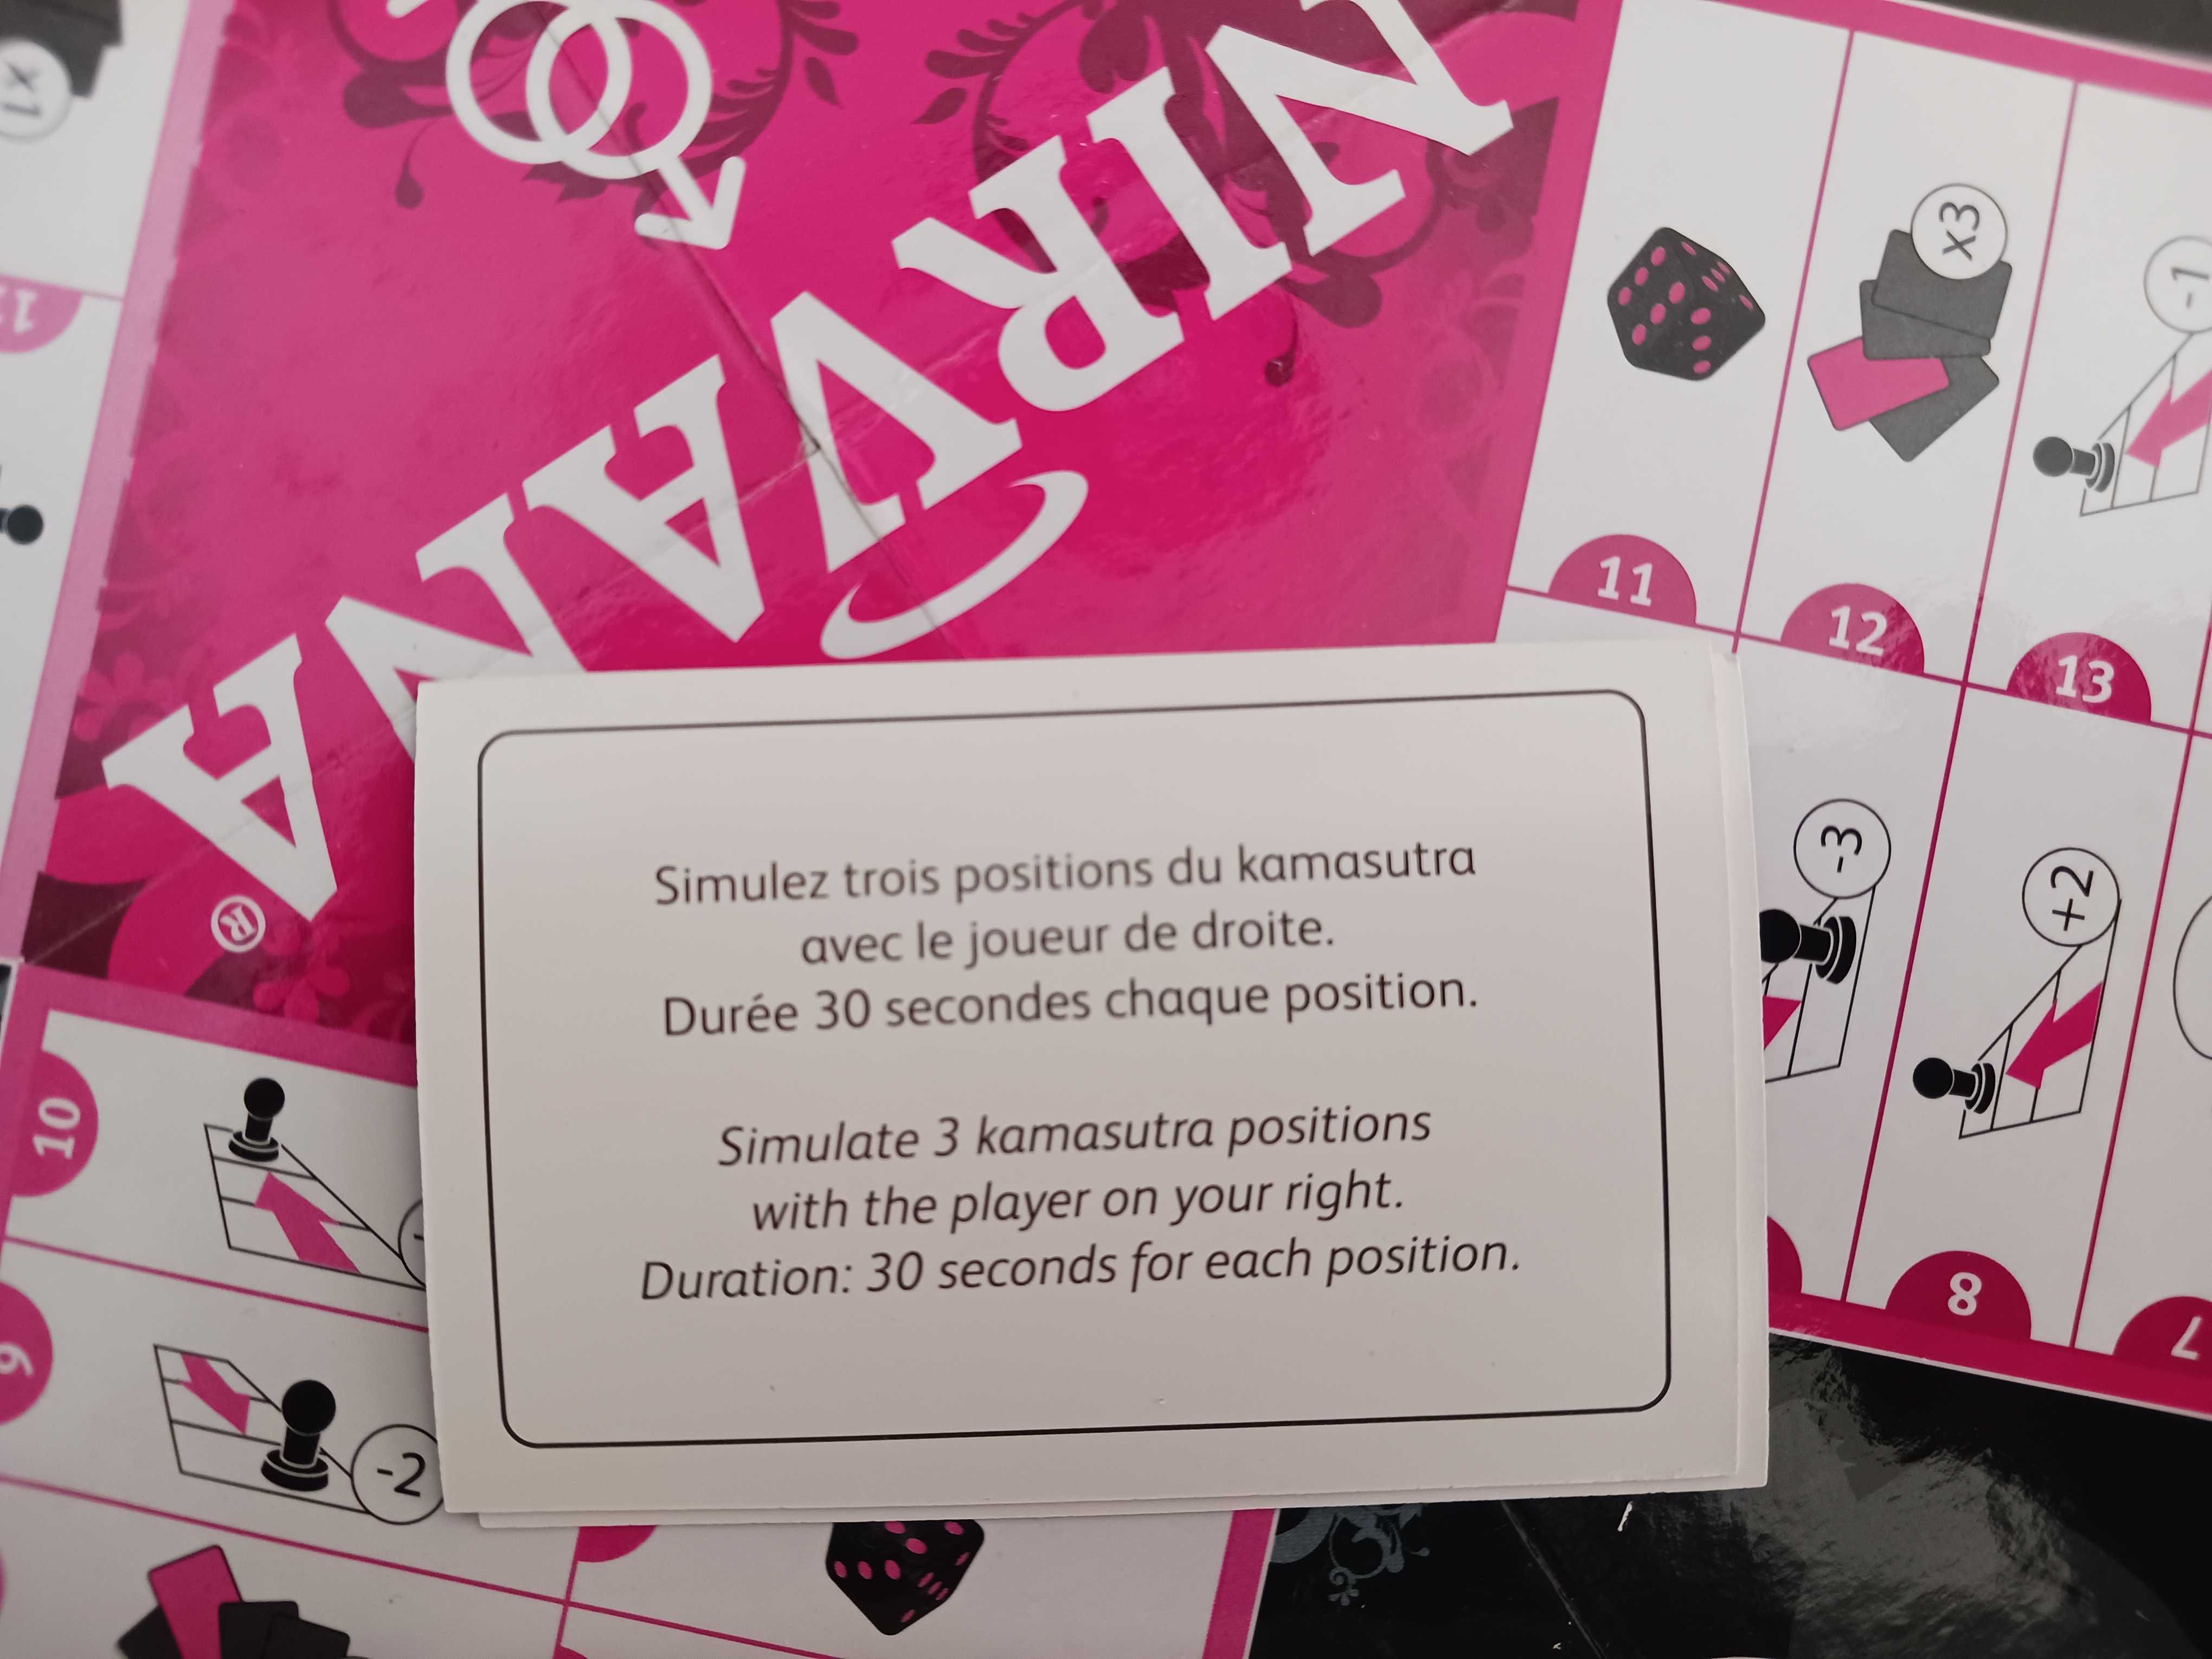 x1
NIRVANA
®
11
x3
12
-1
13
-3
+2
8
7
10
9
-2
Simulez trois positions du kamasutra
avec le joueur de droite.
Durée 30 secondes chaque position.
Simulate 3 kamasutra positions
with the player on your right.
Duration: 30 seconds for each position.